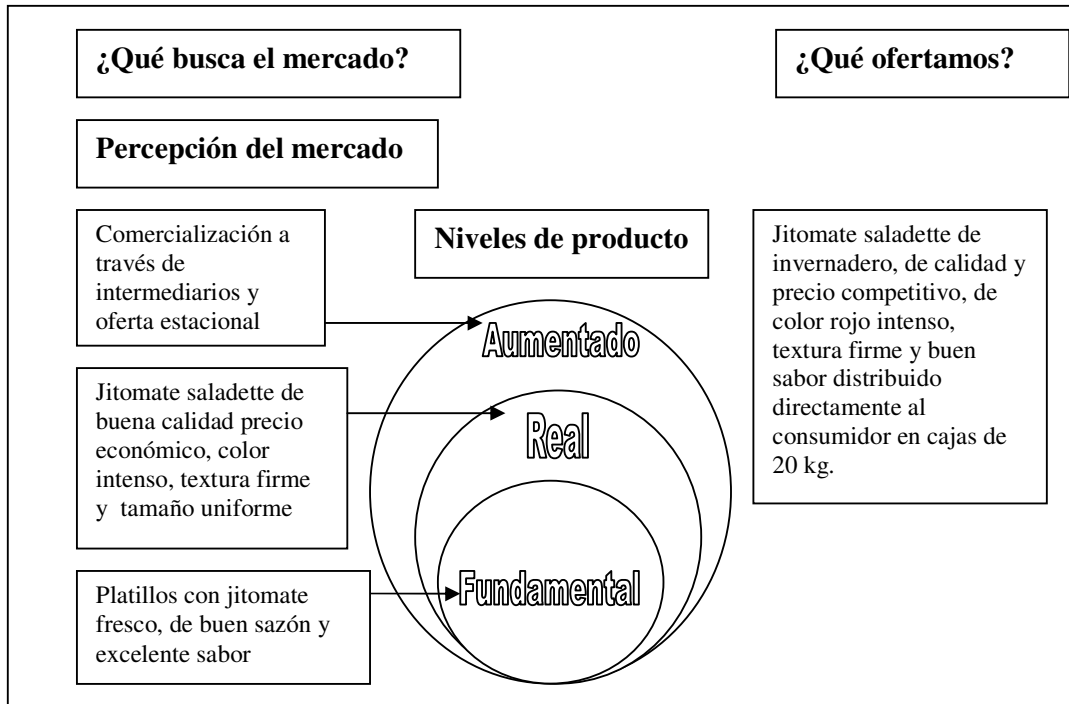 ¿Qué busca el mercado?
¿Qué ofertamos?
Percepción del mercado
Comercialización a
través de
intermediarios y
oferta estacional
Niveles de producto
Jitomate saladette de
invernadero, de calidad y
precio competitivo, de
color rojo intenso,
textura firme y buen
sabor distribuido
directamente al
consumidor en cajas de
20 kg.
Aumentado
Jitomate saladette de
buena calidad precio
económico, color
intenso, textura firme
y tamaño uniforme
Real
Platillos con jitomate
fresco, de buen sazón y
excelente sabor
Fundamental